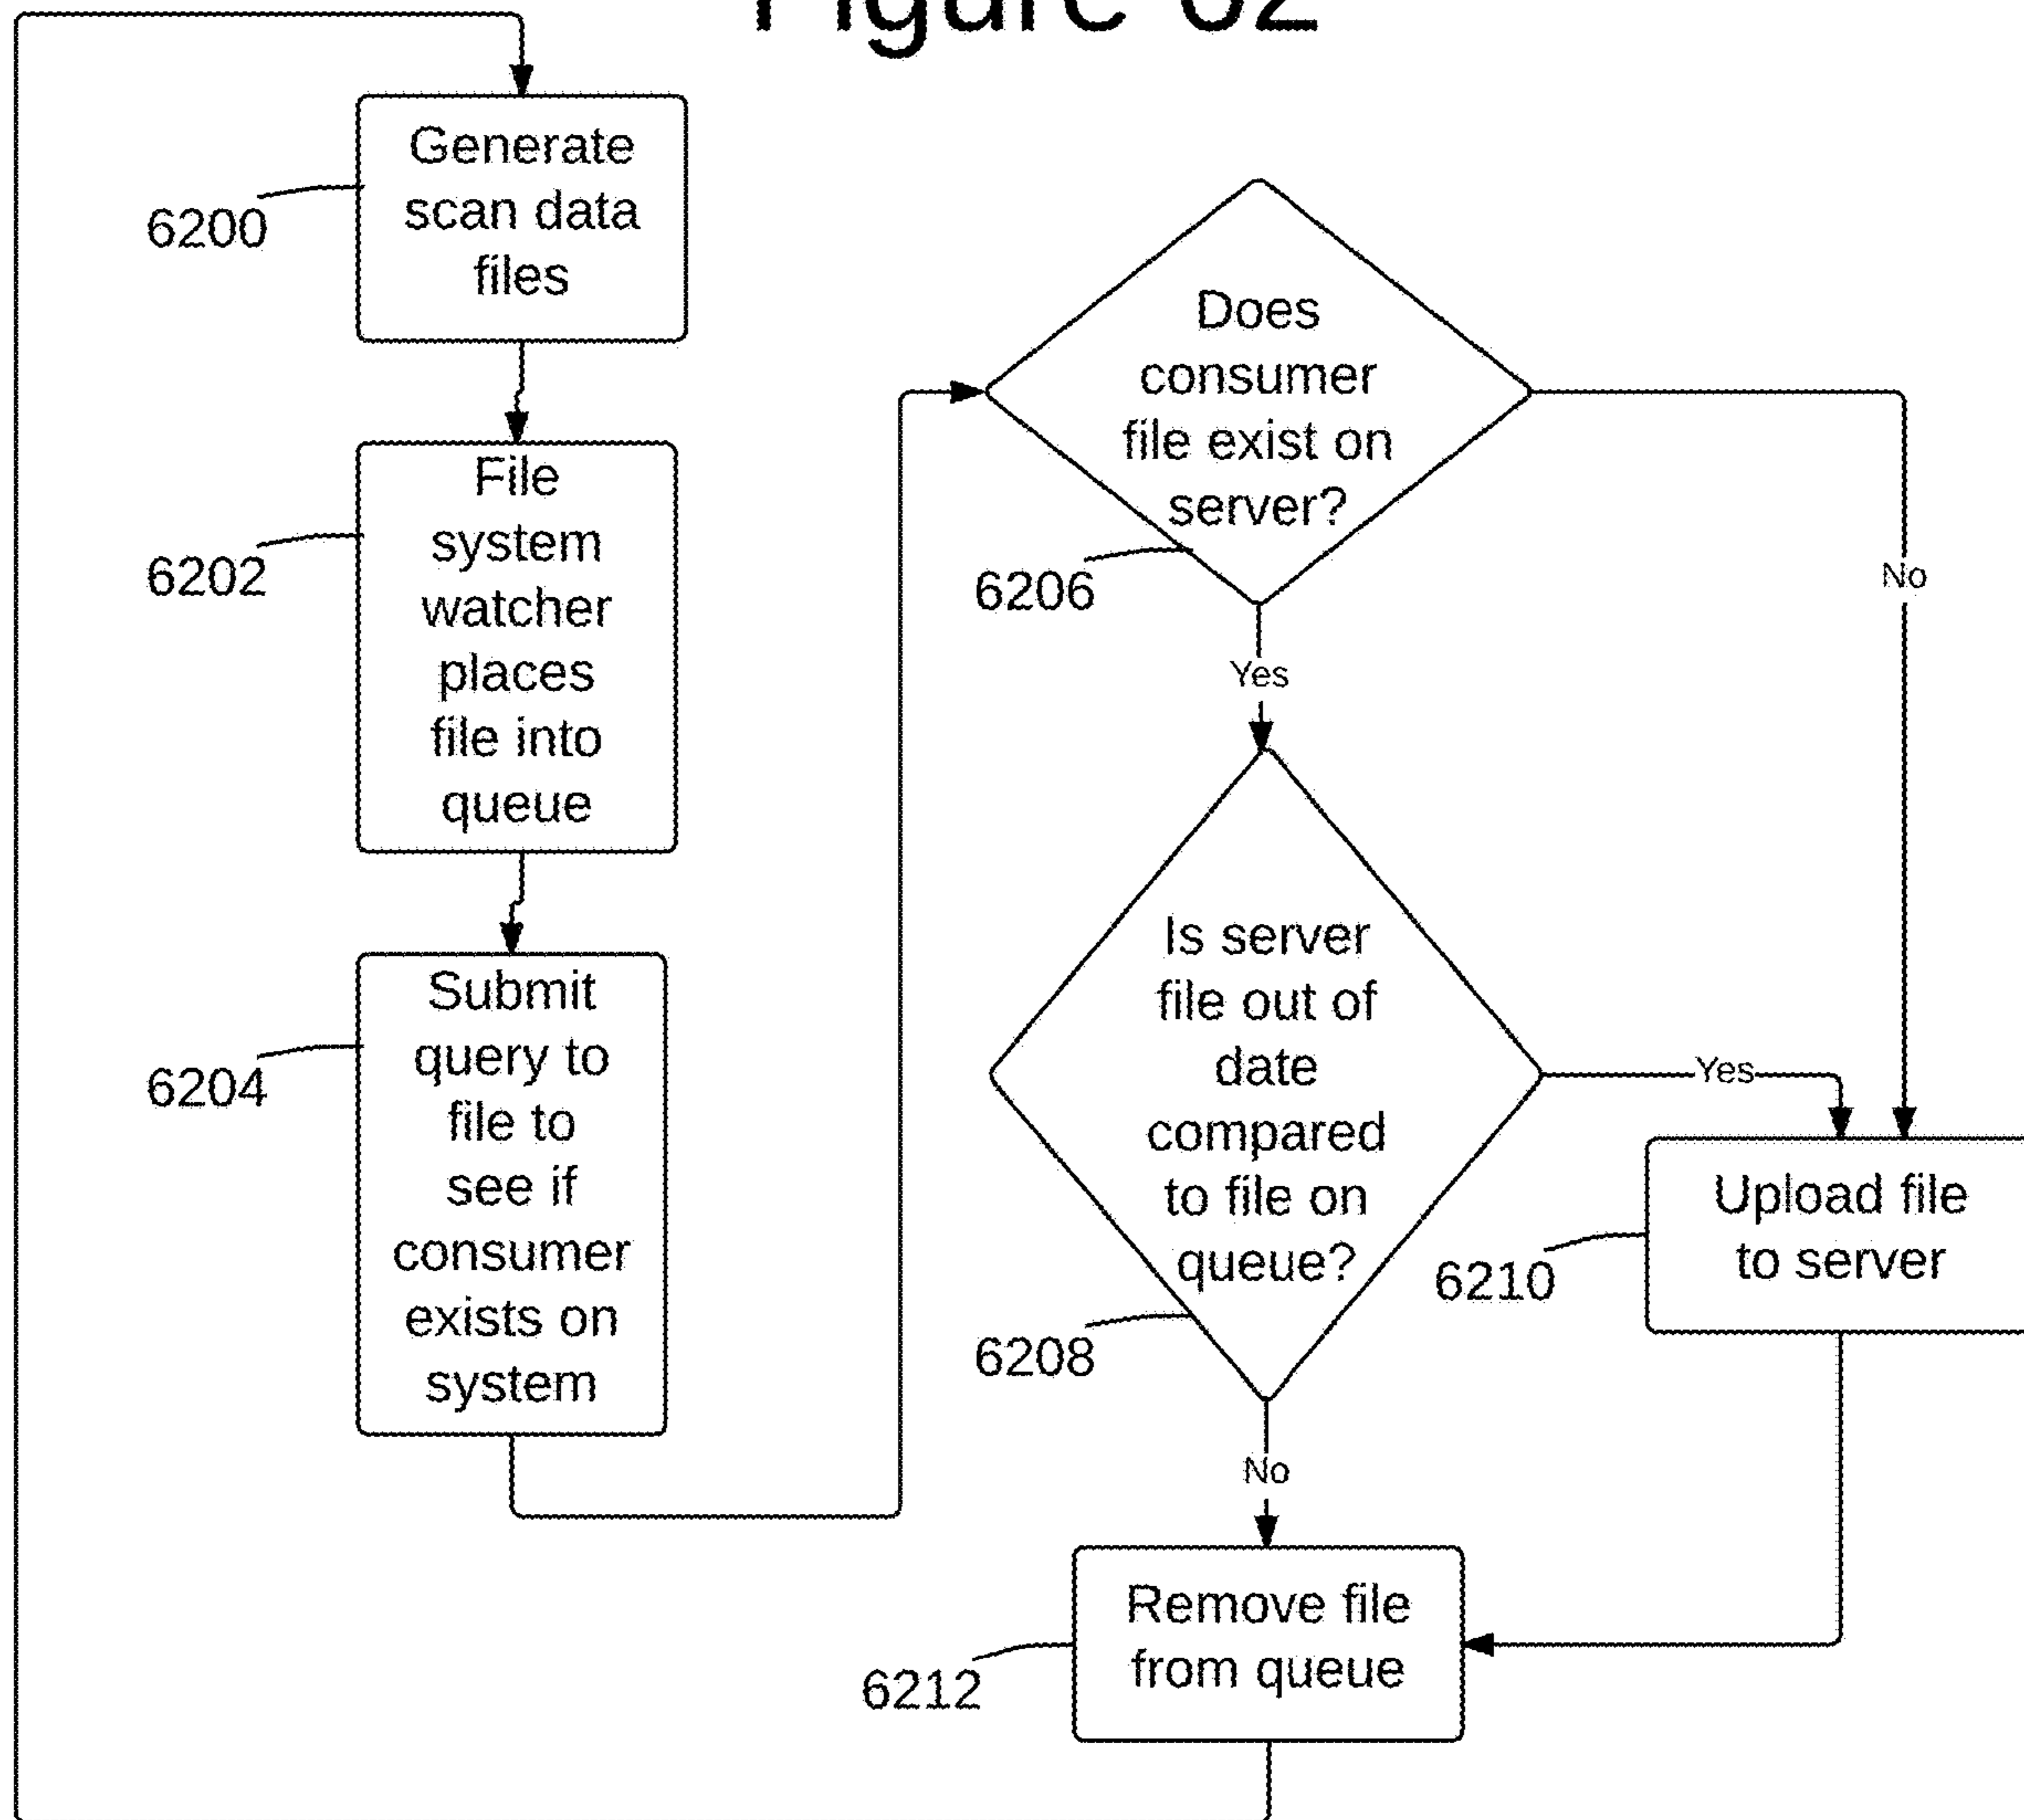 Figure 62
Generate
scan data
files
6200
File
system
watcher
places
file into
queue
6202
Submit
query to
file to
see if
consumer
exists on
system
6204
Does
consumer
file exist on
server?
6206
No
Yes
Is server
file out of
date
compared
to file on
queue?
6208
Yes
Upload file
to server
6210
No
Remove file
from queue
6212